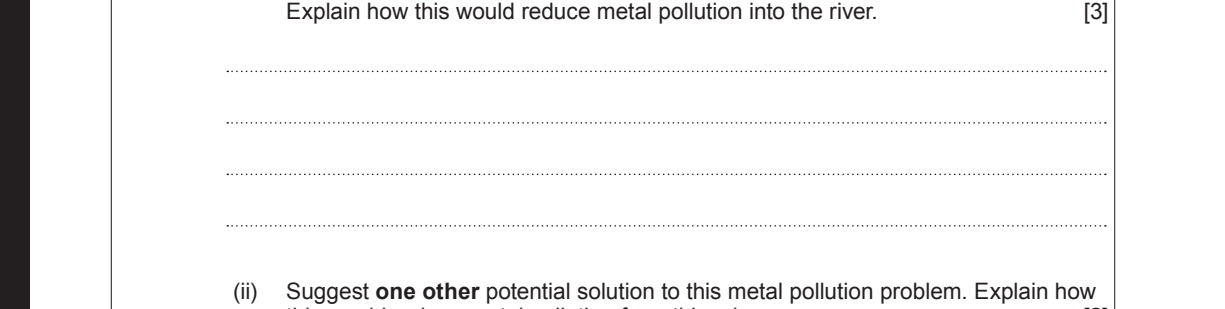 Explain how this would reduce metal pollution into the river. [3]
(ii) Suggest one other potential solution to this metal pollution problem. Explain how